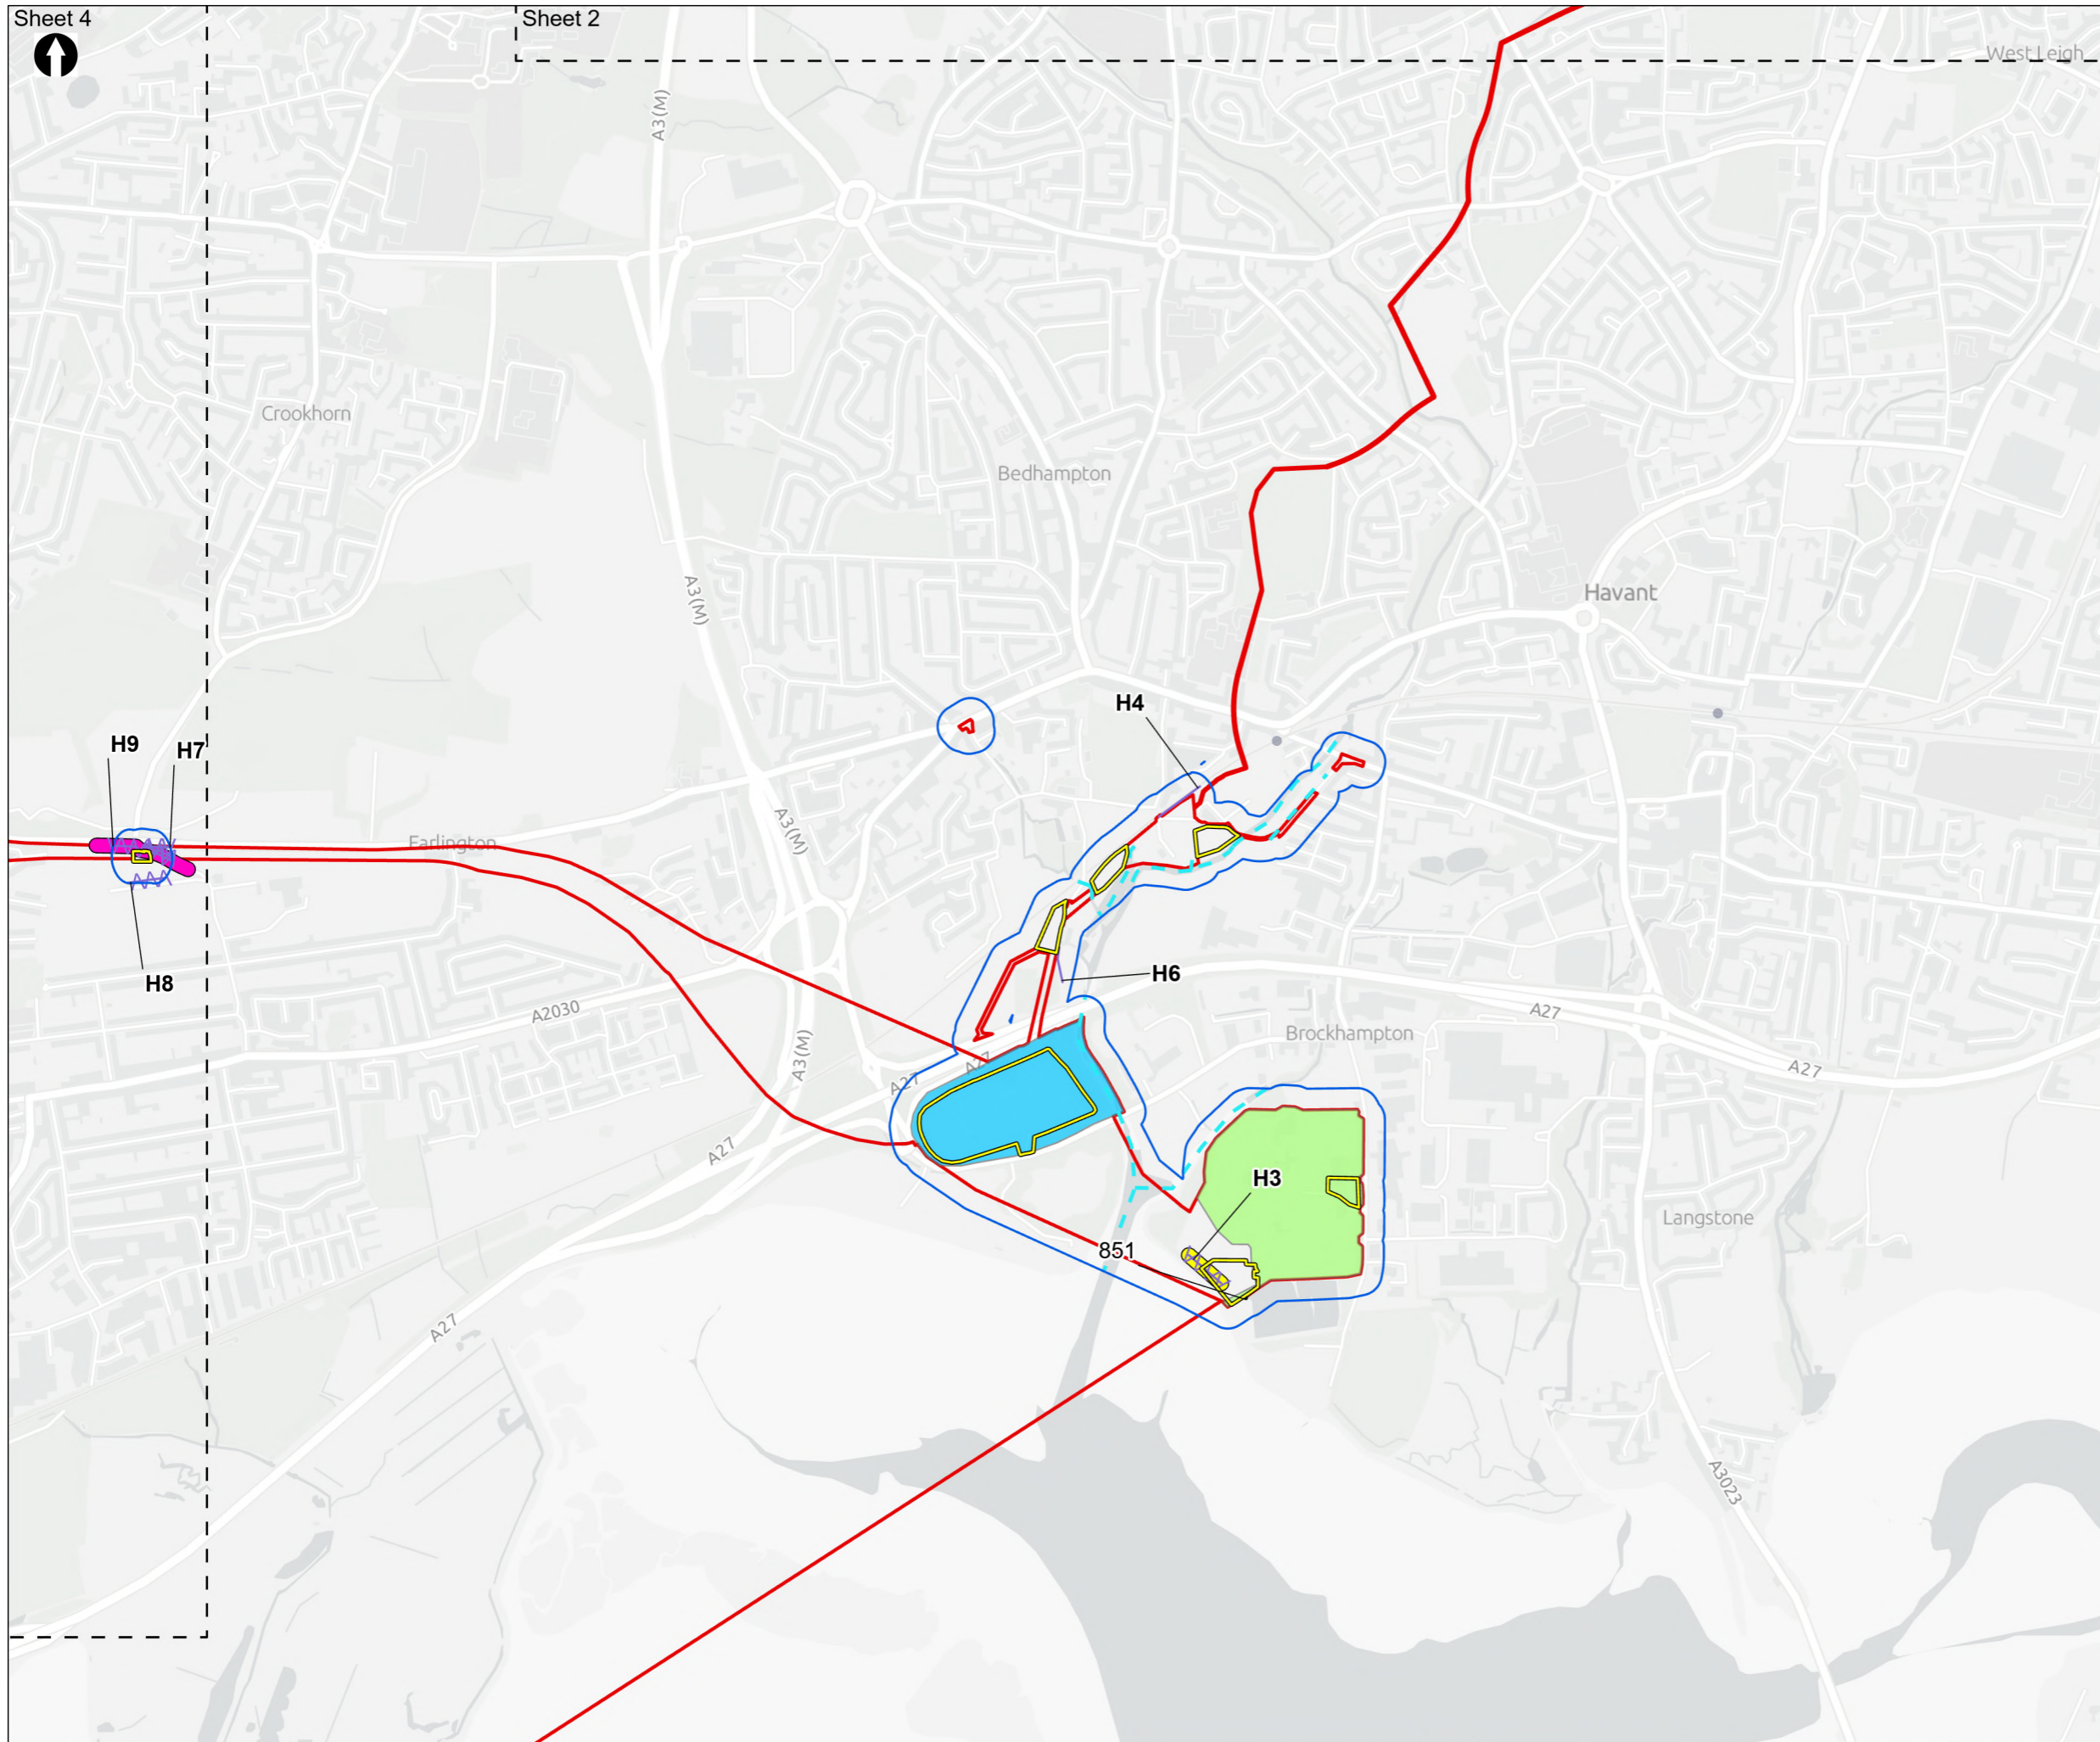 Sheet 4
Sheet 2
West Leigh
A3(M)
Crookhorn
Bedhampton
A3(M)
Havant
H4
H9
H7
A3(M)
Farlington
H8
H6
A2030
A27
Brockhampton
A3(M)
A27
A27
A27
A27
H3
Langstone
851
A27
A3023